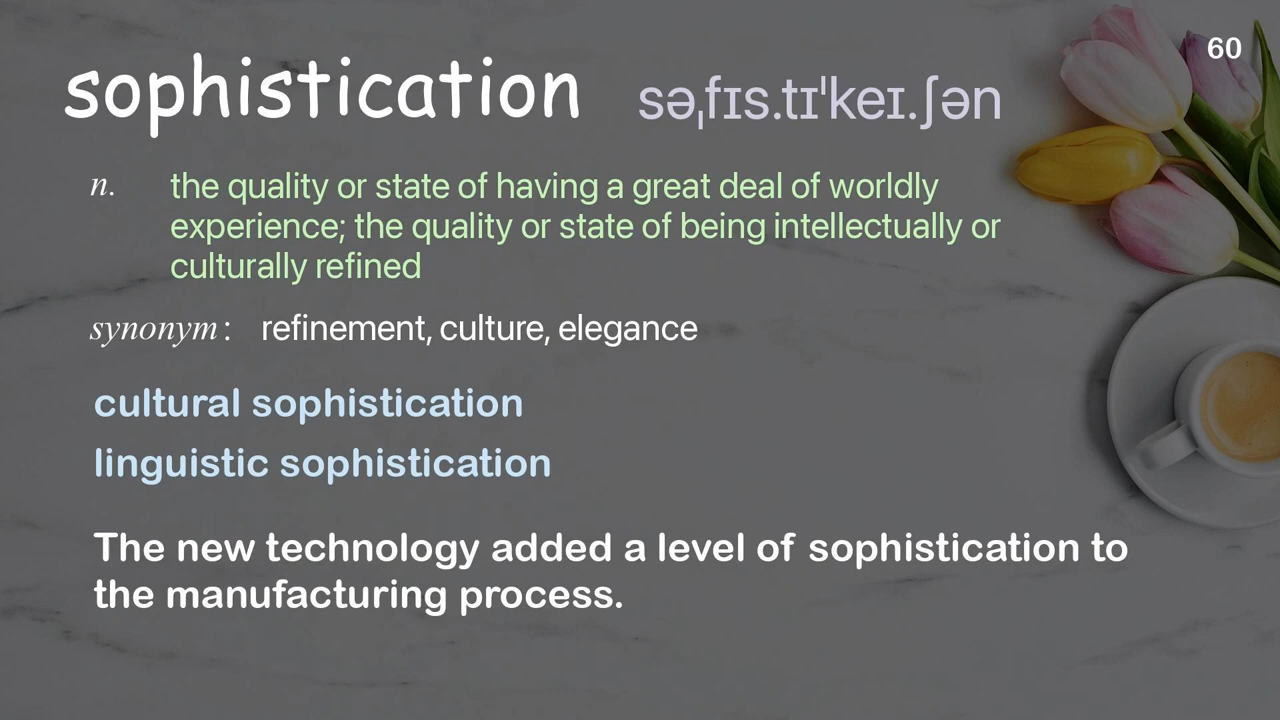 60
sophistication səˌfɪs.tɪˈkeɪ.ʃən
n. the quality or state of having a great deal of worldly
experience; the quality or state of being intellectually or
culturally refined
synonym: refinement, culture, elegance
cultural sophistication
linguistic sophistication
The new technology added a level of sophistication to
the manufacturing process.